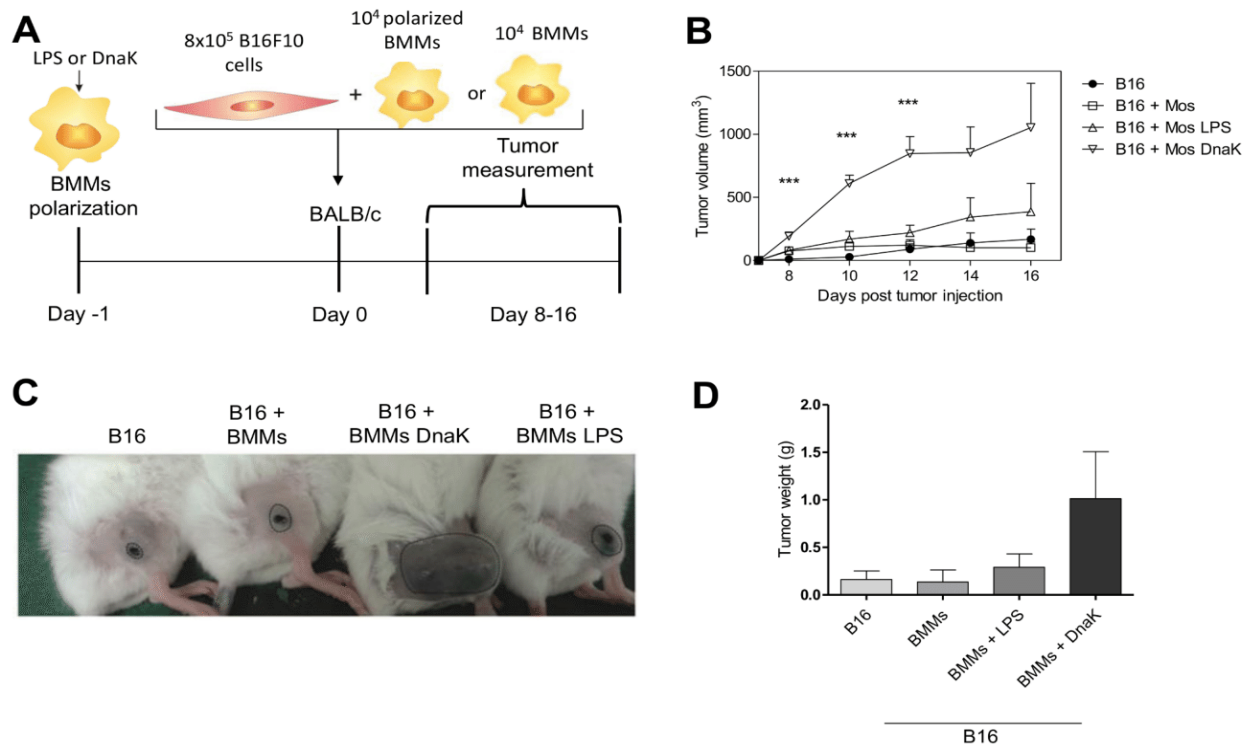 A
LPS or DnaK
8x10⁵ B16F10
cells
+
10⁴ polarized
BMMs
or
10⁴ BMMs
BMMs
polarization
BALB/c
Tumor
measurement
Day -1
Day 0
Day 8-16
B
Tumor volume (mm³)
1500
1000
500
0
***
***
***
8
10
12
14
16
Days post tumor injection
B16
B16 + Mos
B16 + Mos LPS
B16 + Mos DnaK
C
B16
B16 +
BMMs
B16 +
BMMs DnaK
B16 +
BMMs LPS
D
Tumor weight (g)
2.0
1.5
1.0
0.5
0.0
B16
BMMs
BMMs + LPS
BMMs + DnaK
B16